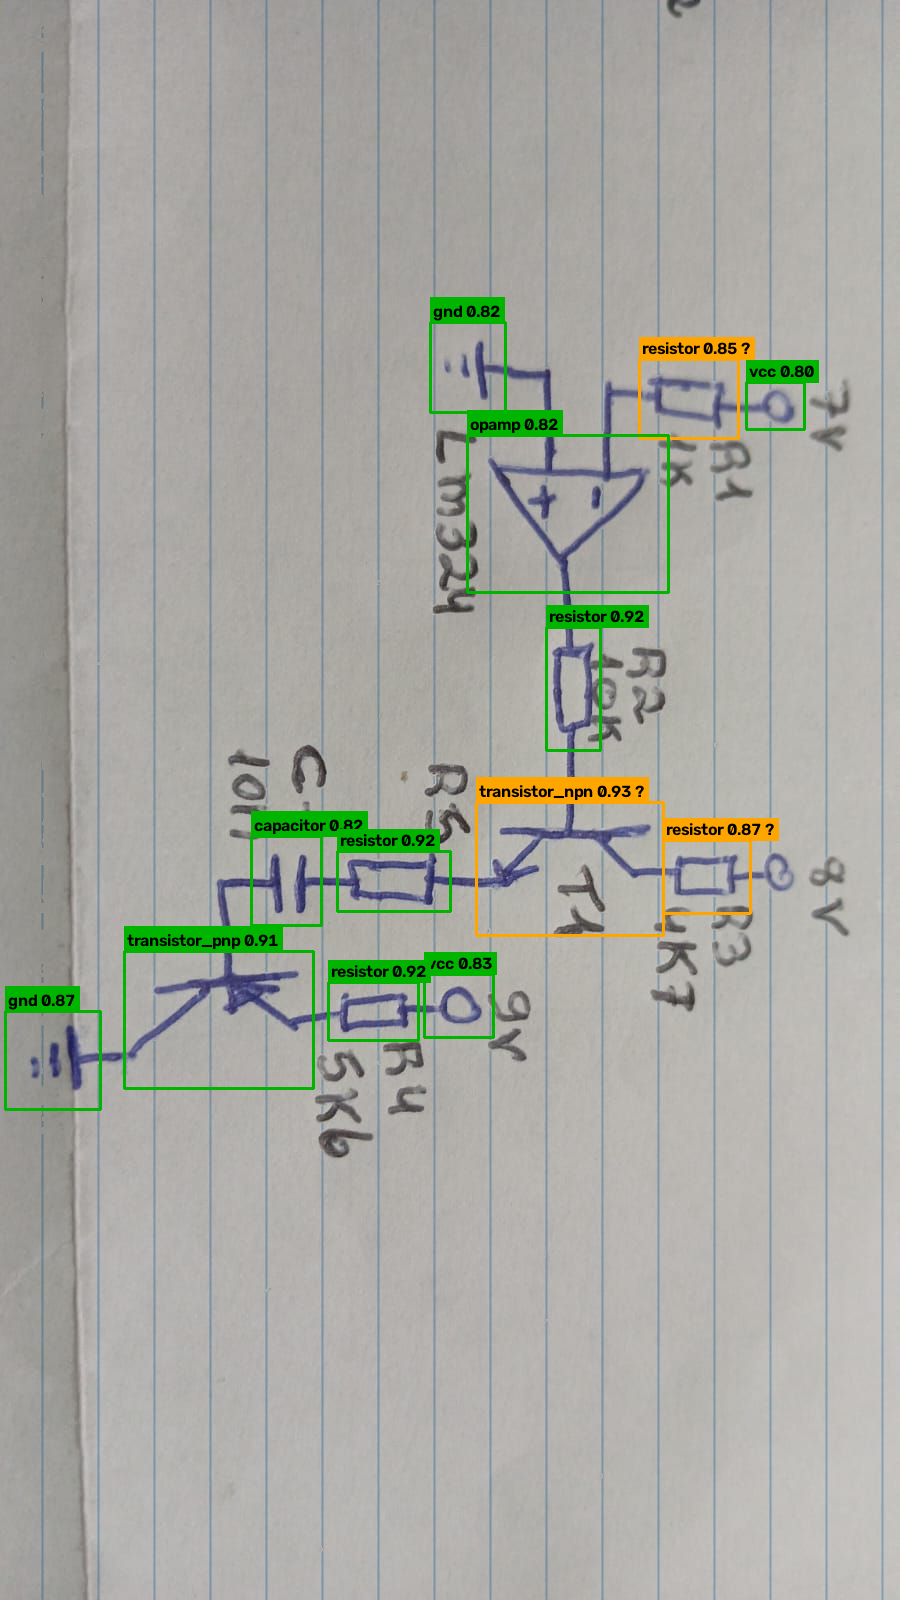 gnd 0.82
resistor 0.85 ?
vcc 0.80
7V
opamp 0.82
R1
1K
Lm324
resistor 0.92
R2
10K
transistor_npn 0.93 ?
resistor 0.87 ?
8V
R3
4K7
T1
R5
capacitor 0.82
resistor 0.92
transistor_pnp 0.91
resistor 0.92
vcc 0.83
9V
R4
5K6
gnd 0.87